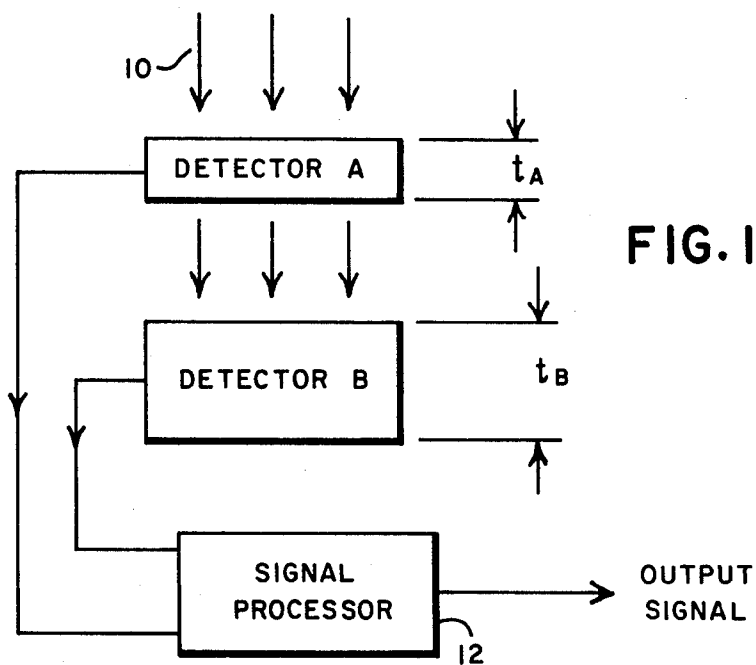 10
DETECTOR A
tA
FIG. 1
DETECTOR B
tB
SIGNAL
PROCESSOR
12
OUTPUT
SIGNAL